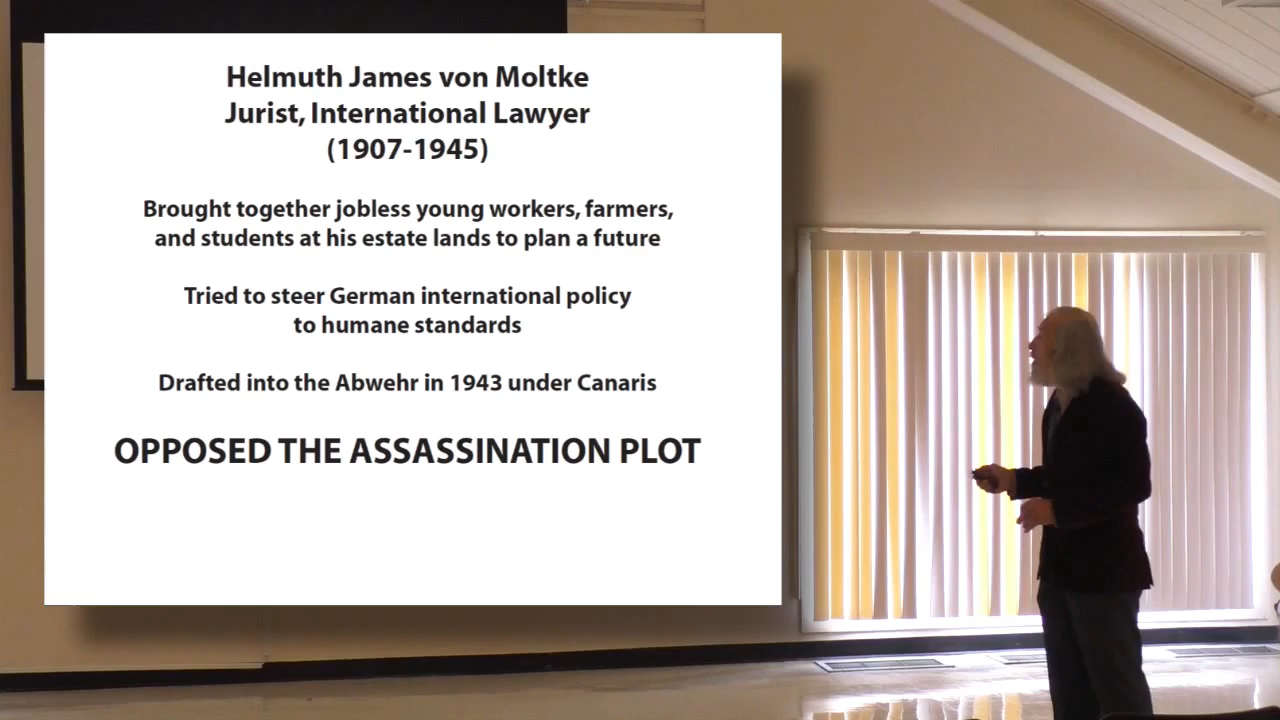 Helmuth James von Moltke
Jurist, International Lawyer
(1907-1945)
Brought together jobless young workers, farmers,
and students at his estate lands to plan a future
Tried to steer German international policy
to humane standards
Drafted into the Abwehr in 1943 under Canaris
OPPOSED THE ASSASSINATION PLOT